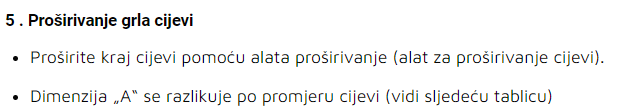 5 . Proširivanje grla cijevi
• Proširite kraj cijevi pomoću alata proširivanje (alat za proširivanje cijevi).
• Dimenzija „A“ se razlikuje po promjeru cijevi (vidi sljedeću tablicu)